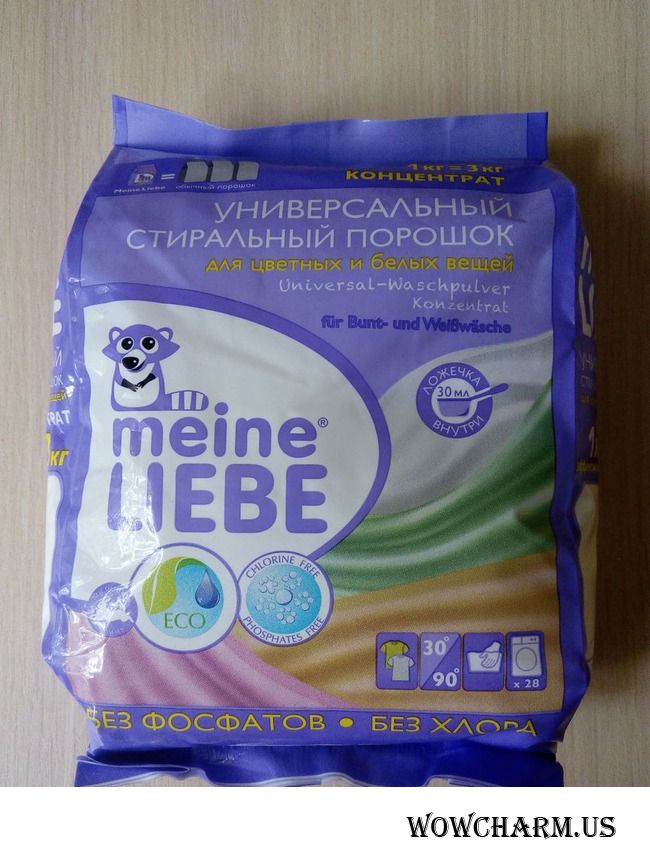 1 кг = 3 кг
КОНЦЕНТРАТ
Meine Liebe
=
обычный порошок
УНИВЕРСАЛЬНЫЙ
СТИРАЛЬНЫЙ ПОРОШОК
для цветных и белых вещей
Universal-Waschpulver
Konzentrat
für Bunt- und Weißwäsche
ЛОЖЕЧКА
30 МЛ
ВНУТРИ
meine®
LIEBE
ECO
CHLORINE FREE
PHOSPHATES FREE
30°
90°
x 28
БЕЗ ФОСФАТОВ • БЕЗ ХЛОРА
WOWCHARM.US